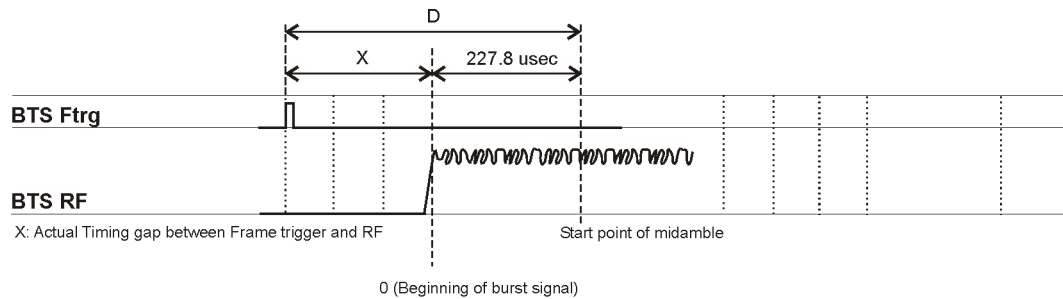 D
X
227.8 usec
BTS Ftrg
BTS RF
X: Actual Timing gap between Frame trigger and RF
Start point of midamble
0 (Beginning of burst signal)